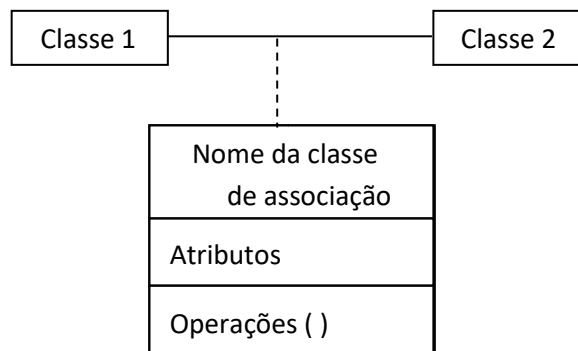 Classe 1
Classe 2
Nome da classe
de associação
Atributos
Operações ( )